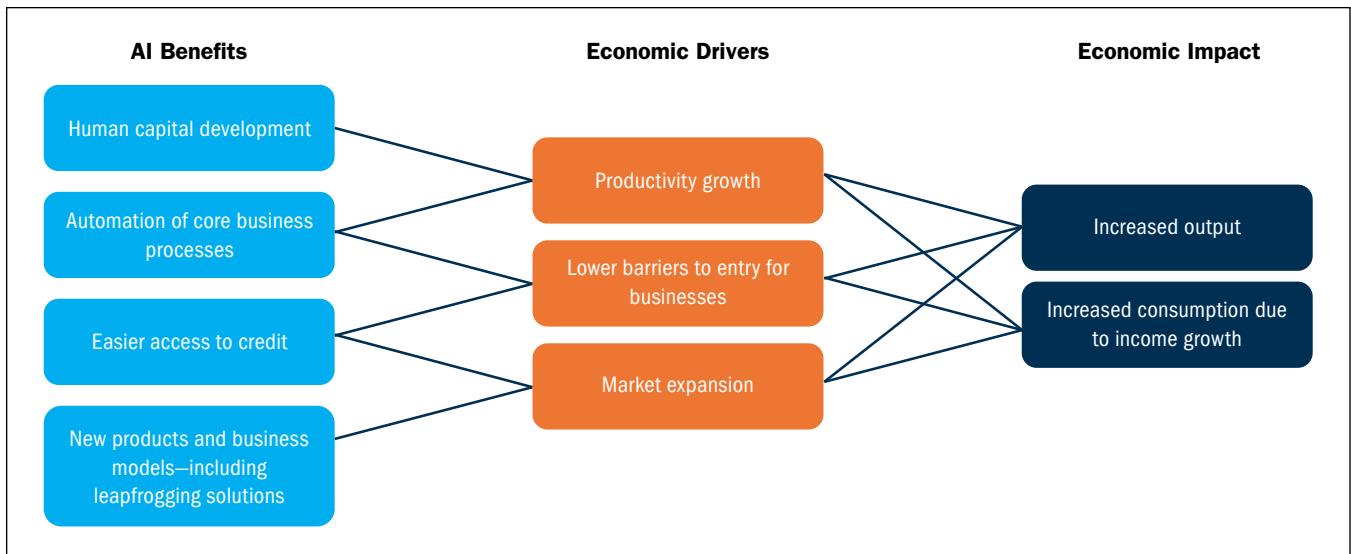 AI Benefits
Economic Drivers
Economic Impact
Human capital development
Automation of core business
processes
Easier access to credit
New products and business
models—including
leapfrogging solutions
Productivity growth
Lower barriers to entry for
businesses
Market expansion
Increased output
Increased consumption due
to income growth